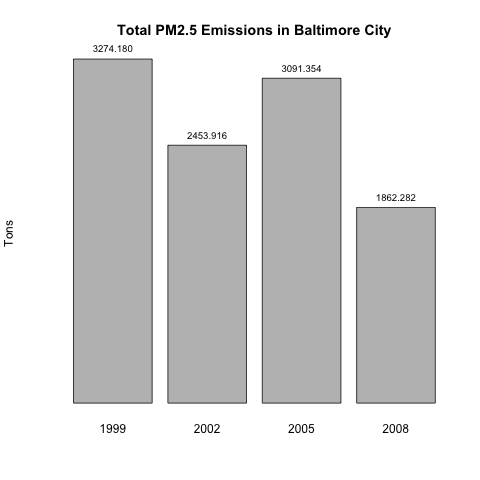 Total PM2.5 Emissions in Baltimore City
3274.180
3091.354
2453.916
1862.282
Tons
1999 2002 2005 2008